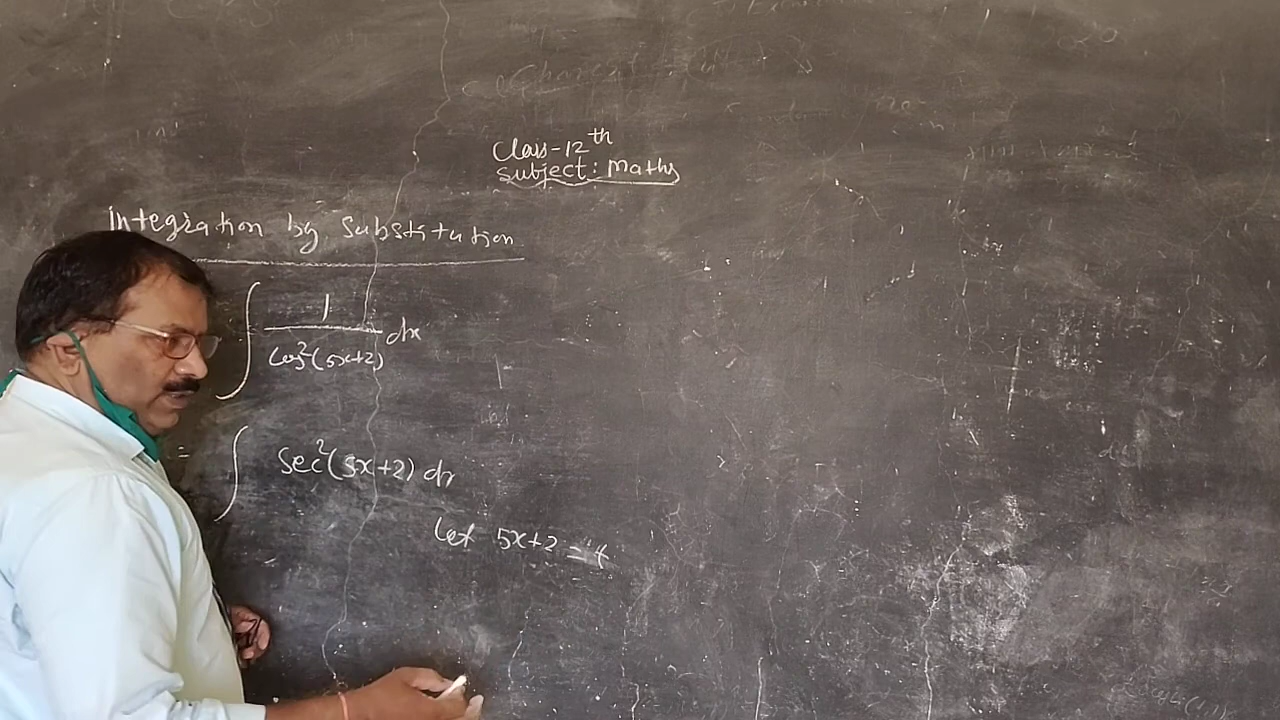 Class-12th
Subject: Maths
Integration by Substitution
∫ 1/cos²(5x+2) dx
= ∫ sec²(5x+2) dx
Let 5x+2 = t